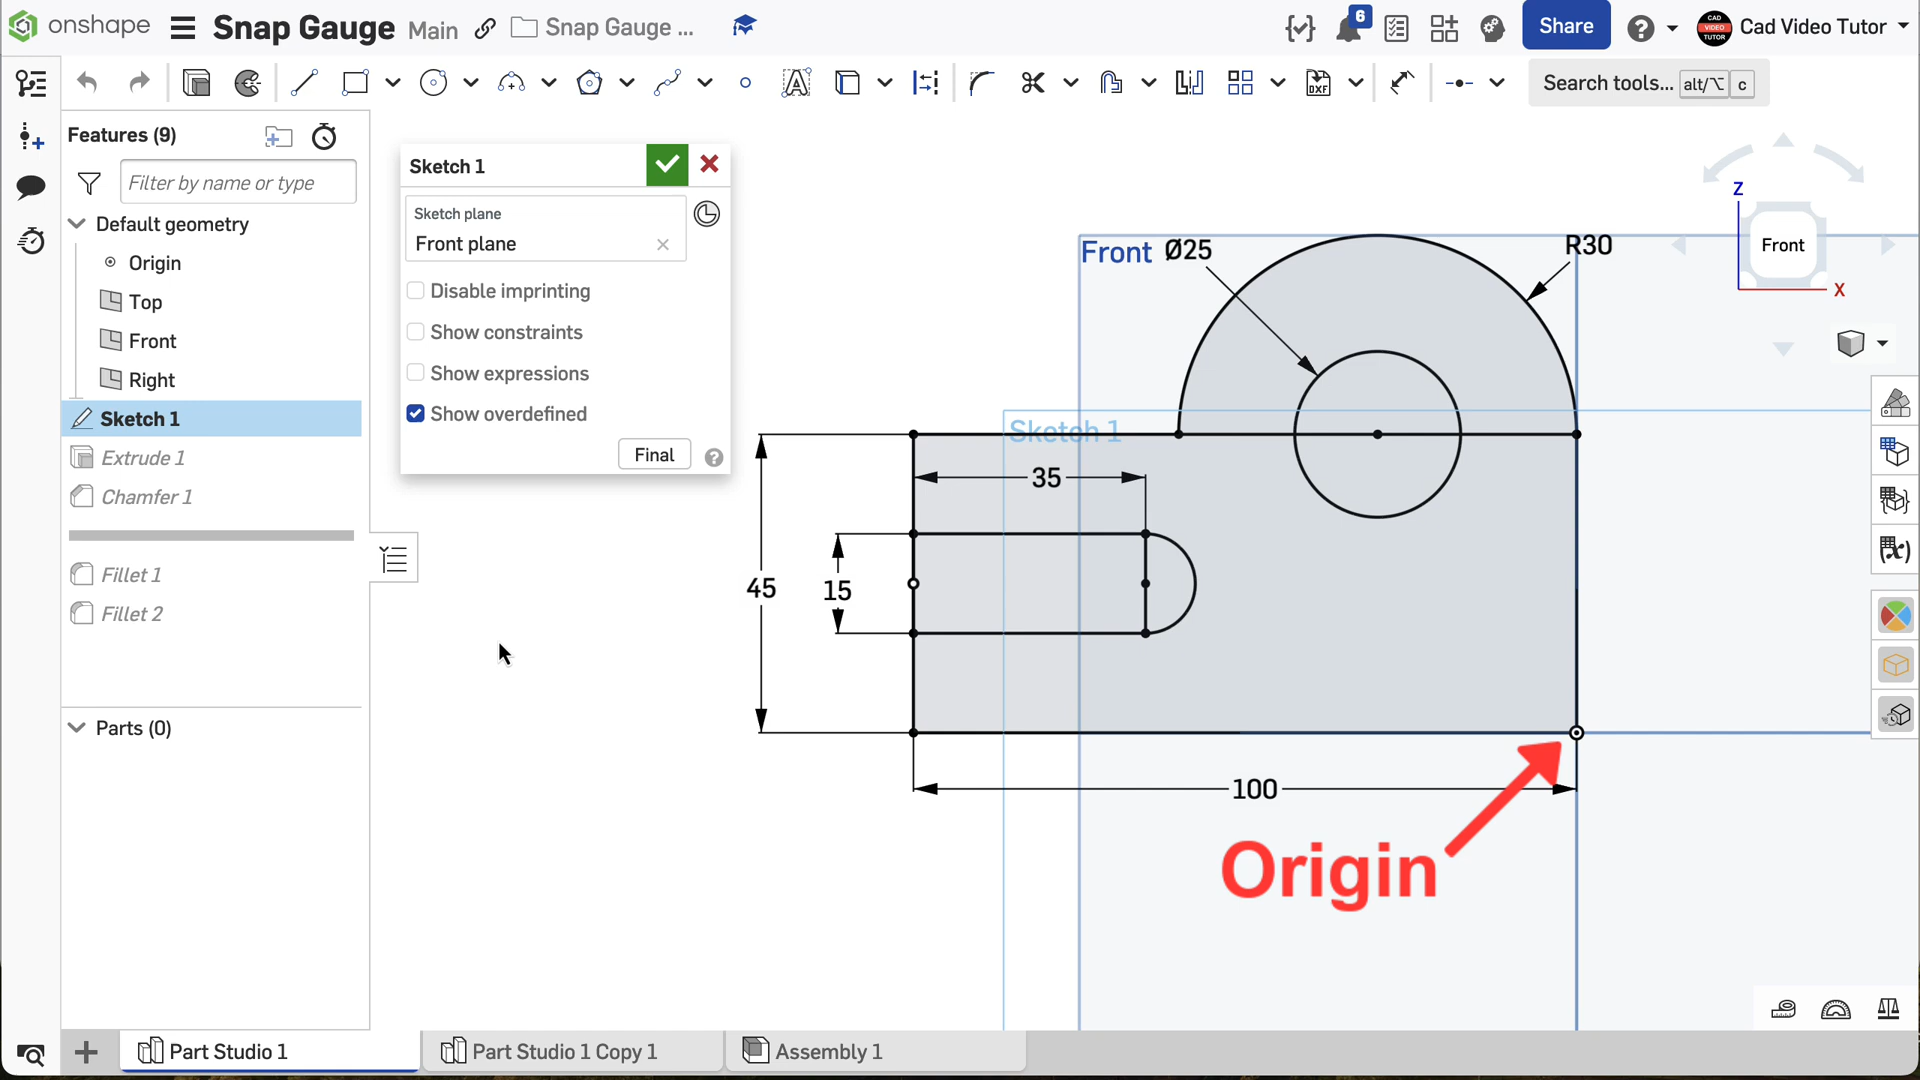 onshape Snap Gauge Main Snap Gauge ... 6 Share ? CAD VIDEO TUTOR Cad Video Tutor
Search tools... alt/⌥ c
Features (9)
Filter by name or type
Default geometry
Origin
Top
Front
Right
Sketch 1
Extrude 1
Chamfer 1
Fillet 1
Fillet 2
Parts (0)
Sketch 1
Sketch plane
Front plane
Disable imprinting
Show constraints
Show expressions
Show overdefined
Final ?
Front Ø25 R30
Z
Front
X
Sketch 1
35
45
15
100
Origin
Part Studio 1
Part Studio 1 Copy 1
Assembly 1